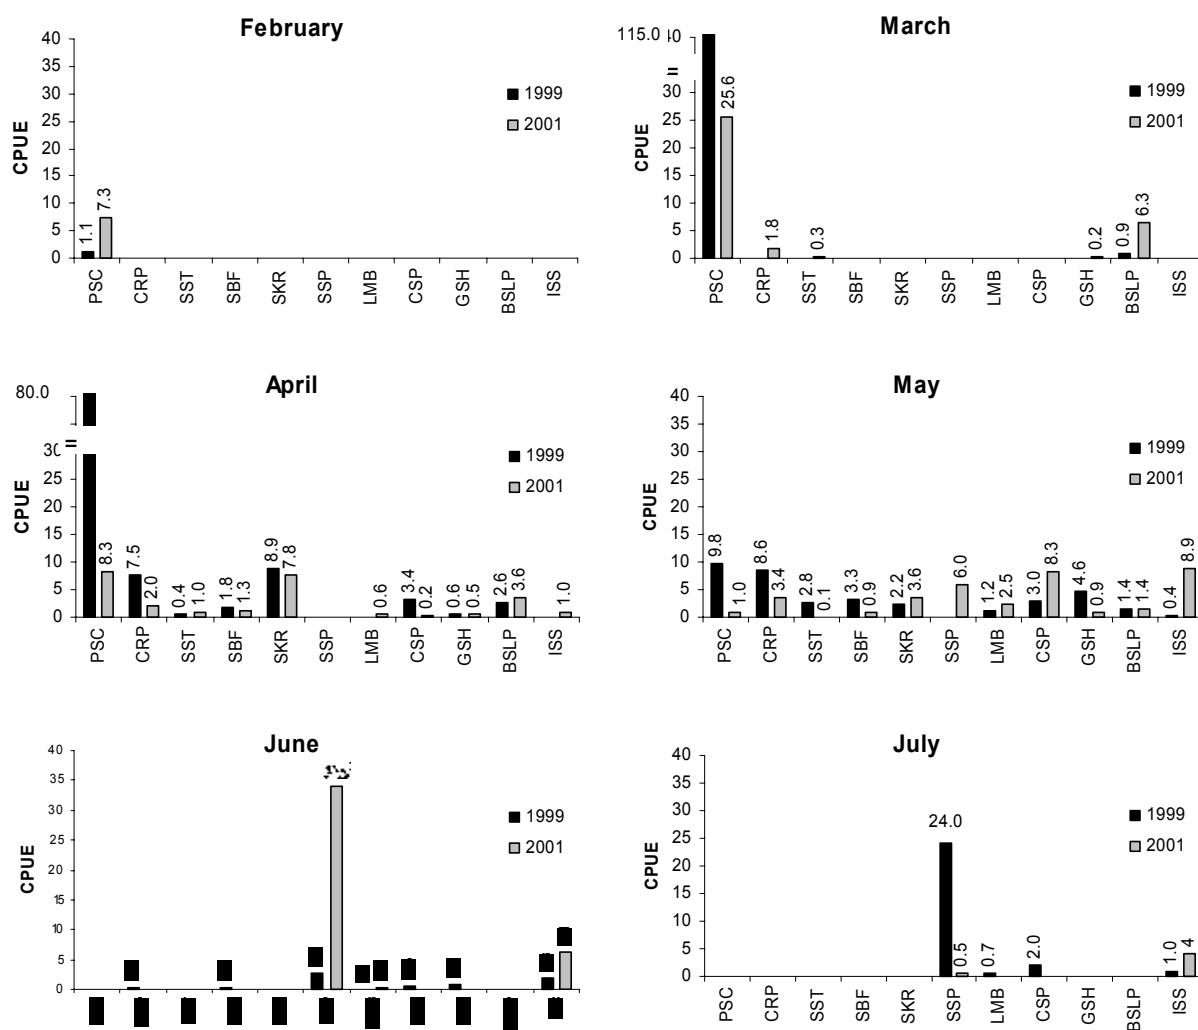 February
40
35
30
25
20
15
10
5
0
CPUE
1.1
7.3
1999
2001
PSC
CRP
SST
SBF
SKR
SSP
LMB
CSP
GSH
BSLP
ISS
March
115.0
30
25
20
15
10
5
0
CPUE
25.6
1.8
0.3
0.2
0.9
6.3
1999
2001
PSC
CRP
SST
SBF
SKR
SSP
LMB
CSP
GSH
BSLP
ISS
April
80.0
25
20
15
10
5
0
CPUE
8.3
7.5
2.0
0.4
1.0
1.8
1.3
8.9
7.8
0.6
3.4
0.2
0.6
0.5
2.6
3.6
1.0
1999
2001
PSC
CRP
SST
SBF
SKR
SSP
LMB
CSP
GSH
BSLP
ISS
May
40
35
30
25
20
15
10
5
0
CPUE
9.8
1.0
8.6
3.4
2.8
0.1
3.3
0.9
2.2
3.6
6.0
1.2
2.5
3.0
8.3
4.6
0.9
1.4
1.4
0.4
8.9
1999
2001
PSC
CRP
SST
SBF
SKR
SSP
LMB
CSP
GSH
BSLP
ISS
June
40
35
30
25
20
15
10
5
0
CPUE
1999
2001
July
40
35
30
25
20
15
10
5
0
CPUE
24.0
0.5
0.7
2.0
1.0
4
1999
2001
PSC
CRP
SST
SBF
SKR
SSP
LMB
CSP
GSH
BSLP
ISS